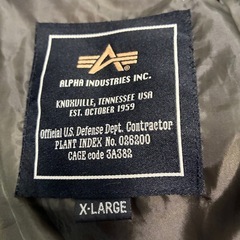 ALPHA INDUSTRIES INC.
KNOXVILLE, TENNESSEE USA
EST. OCTOBER 1959
Official U.S. Defense Dept. Contractor
PLANT INDEX No. 026200
CAGE code 3A382
X-LARGE